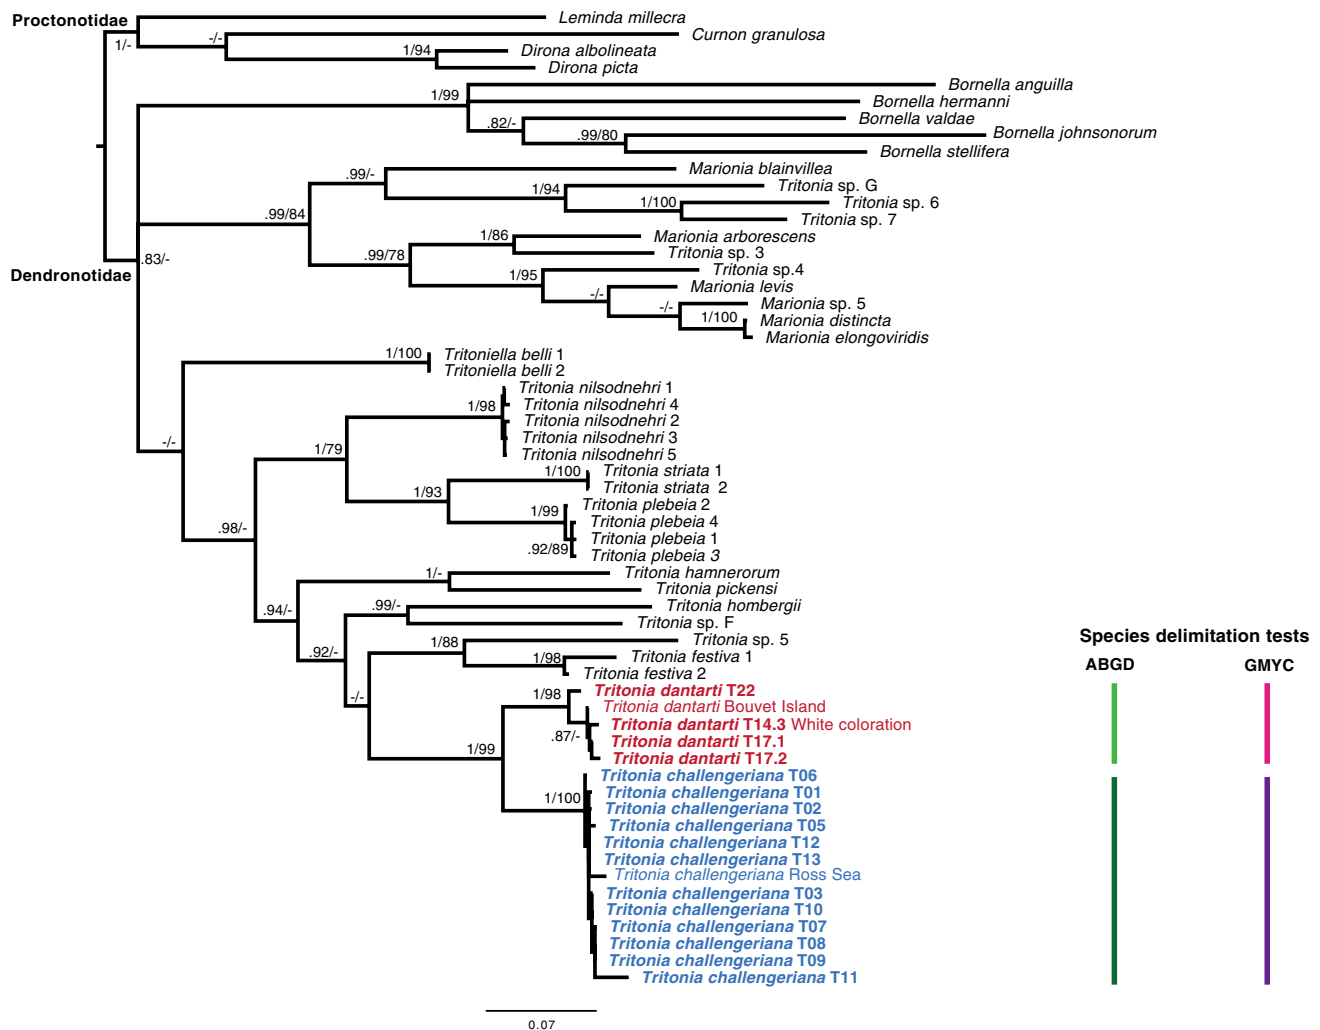 Proctonotidae
Leminda millecra
1/-
Curnon granulosa
-/-
Dirona albolineata
1/94
Dirona picta
Bornella anguilla
1/99
Bornella hermanni
Bornella valdae
.82/-
Bornella johnsonorum
.99/80
Bornella stellifera
Marionia blainvillea
.99/-
Tritonia sp. G
1/94
Tritonia sp. 6
1/100
Tritonia sp. 7
.99/84
Marionia arborescens
1/86
Tritonia sp. 3
.99/78
Tritonia sp.4
1/95
Marionia levis
-/-
Marionia sp. 5
-/-
Marionia distincta
1/100
Marionia elongoviridis
.83/-
Dendronotidae
Tritoniella belli 1
1/100
Tritoniella belli 2
Tritonia nilsodnehri 1
Tritonia nilsodnehri 4
1/98
Tritonia nilsodnehri 2
Tritonia nilsodnehri 3
Tritonia nilsodnehri 5
-/-
1/79
Tritonia striata 1
1/100
Tritonia striata 2
1/93
Tritonia plebeia 2
1/99
Tritonia plebeia 4
Tritonia plebeia 1
.92/89
Tritonia plebeia 3
.98/-
Tritonia hamnerorum
1/-
Tritonia pickensi
.94/-
Tritonia hombergii
.99/-
Tritonia sp. F
.92/-
Tritonia sp. 5
1/88
Tritonia festiva 1
1/98
Tritonia festiva 2
-/-
Tritonia dantarti T22
1/98
Tritonia dantarti Bouvet Island
Tritonia dantarti T14.3 White coloration
.87/-
Tritonia dantarti T17.1
Tritonia dantarti T17.2
1/99
Tritonia challengeriana T06
Tritonia challengeriana T01
1/100
Tritonia challengeriana T02
Tritonia challengeriana T05
Tritonia challengeriana T12
Tritonia challengeriana T13
Tritonia challengeriana Ross Sea
Tritonia challengeriana T03
Tritonia challengeriana T10
Tritonia challengeriana T07
Tritonia challengeriana T08
Tritonia challengeriana T09
Tritonia challengeriana T11
Species delimitation tests
ABGD
GMYC
0.07